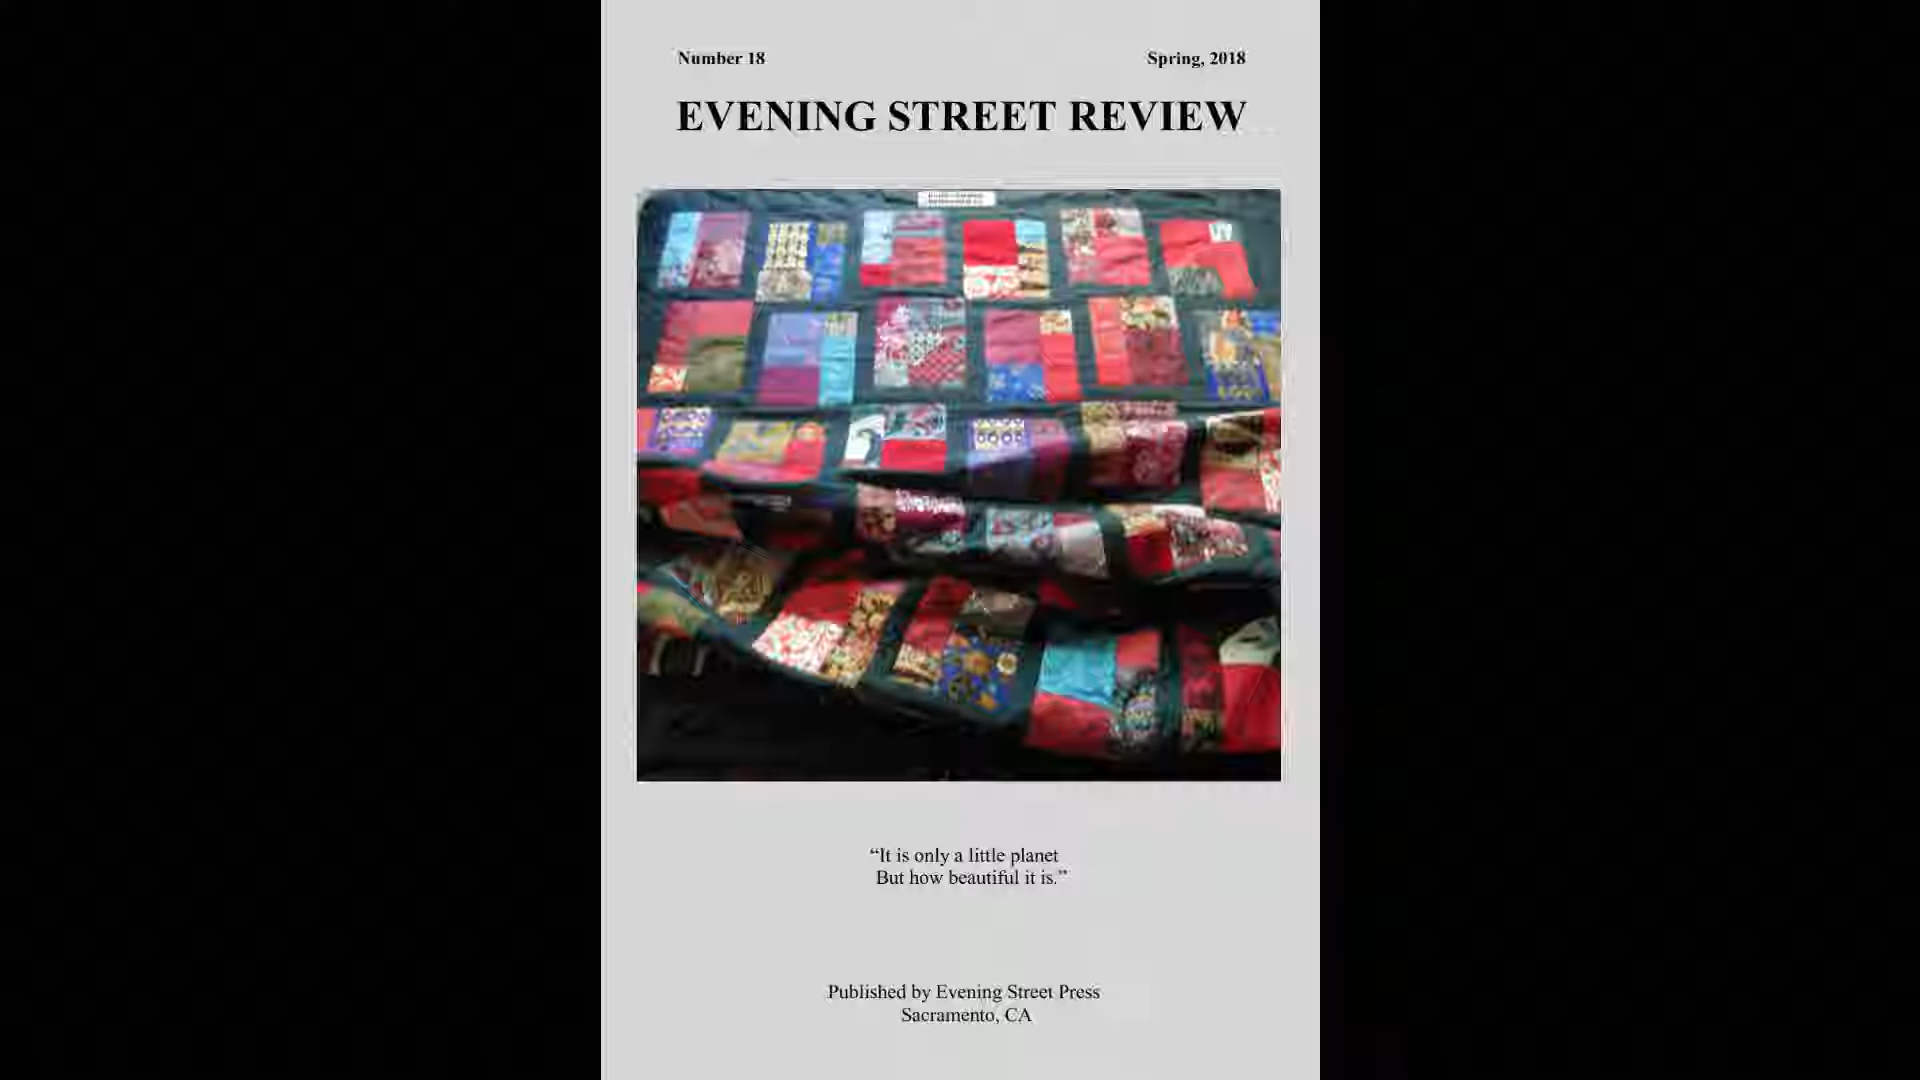 Number 18 Spring, 2018
EVENING STREET REVIEW
“It is only a little planet
But how beautiful it is.”
Published by Evening Street Press
Sacramento, CA